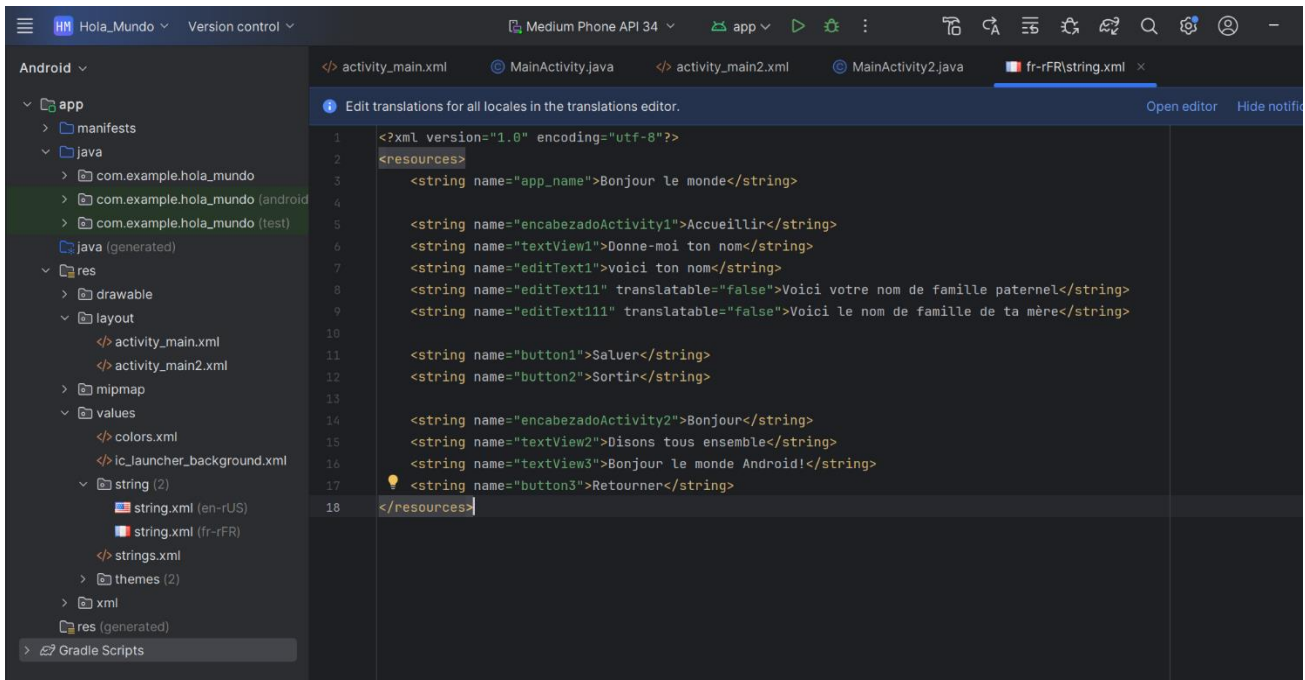 HM Hola_Mundo Version control Medium Phone API 34 app
Android
activity_main.xml MainActivity.java activity_main2.xml MainActivity2.java fr-rFR\string.xml
app
manifests
java
com.example.hola_mundo
com.example.hola_mundo (android
com.example.hola_mundo (test)
java (generated)
res
drawable
layout
activity_main.xml
activity_main2.xml
mipmap
values
colors.xml
ic_launcher_background.xml
string (2)
string.xml (en-rUS)
string.xml (fr-rFR)
strings.xml
themes (2)
xml
res (generated)
Gradle Scripts
Edit translations for all locales in the translations editor. Open editor Hide notific
1 <?xml version="1.0" encoding="utf-8"?>
2 <resources>
3 <string name="app_name">Bonjour le monde</string>
4
5 <string name="encabezadoActivity1">Accueillir</string>
6 <string name="textView1">Donne-moi ton nom</string>
7 <string name="editText1">voici ton nom</string>
8 <string name="editText11" translatable="false">Voici votre nom de famille paternel</string>
9 <string name="editText111" translatable="false">Voici le nom de famille de ta mère</string>
10
11 <string name="button1">Saluer</string>
12 <string name="button2">Sortir</string>
13
14 <string name="encabezadoActivity2">Bonjour</string>
15 <string name="textView2">Disons tous ensemble</string>
16 <string name="textView3">Bonjour le monde Android!</string>
17 <string name="button3">Retourner</string>
18 </resources>